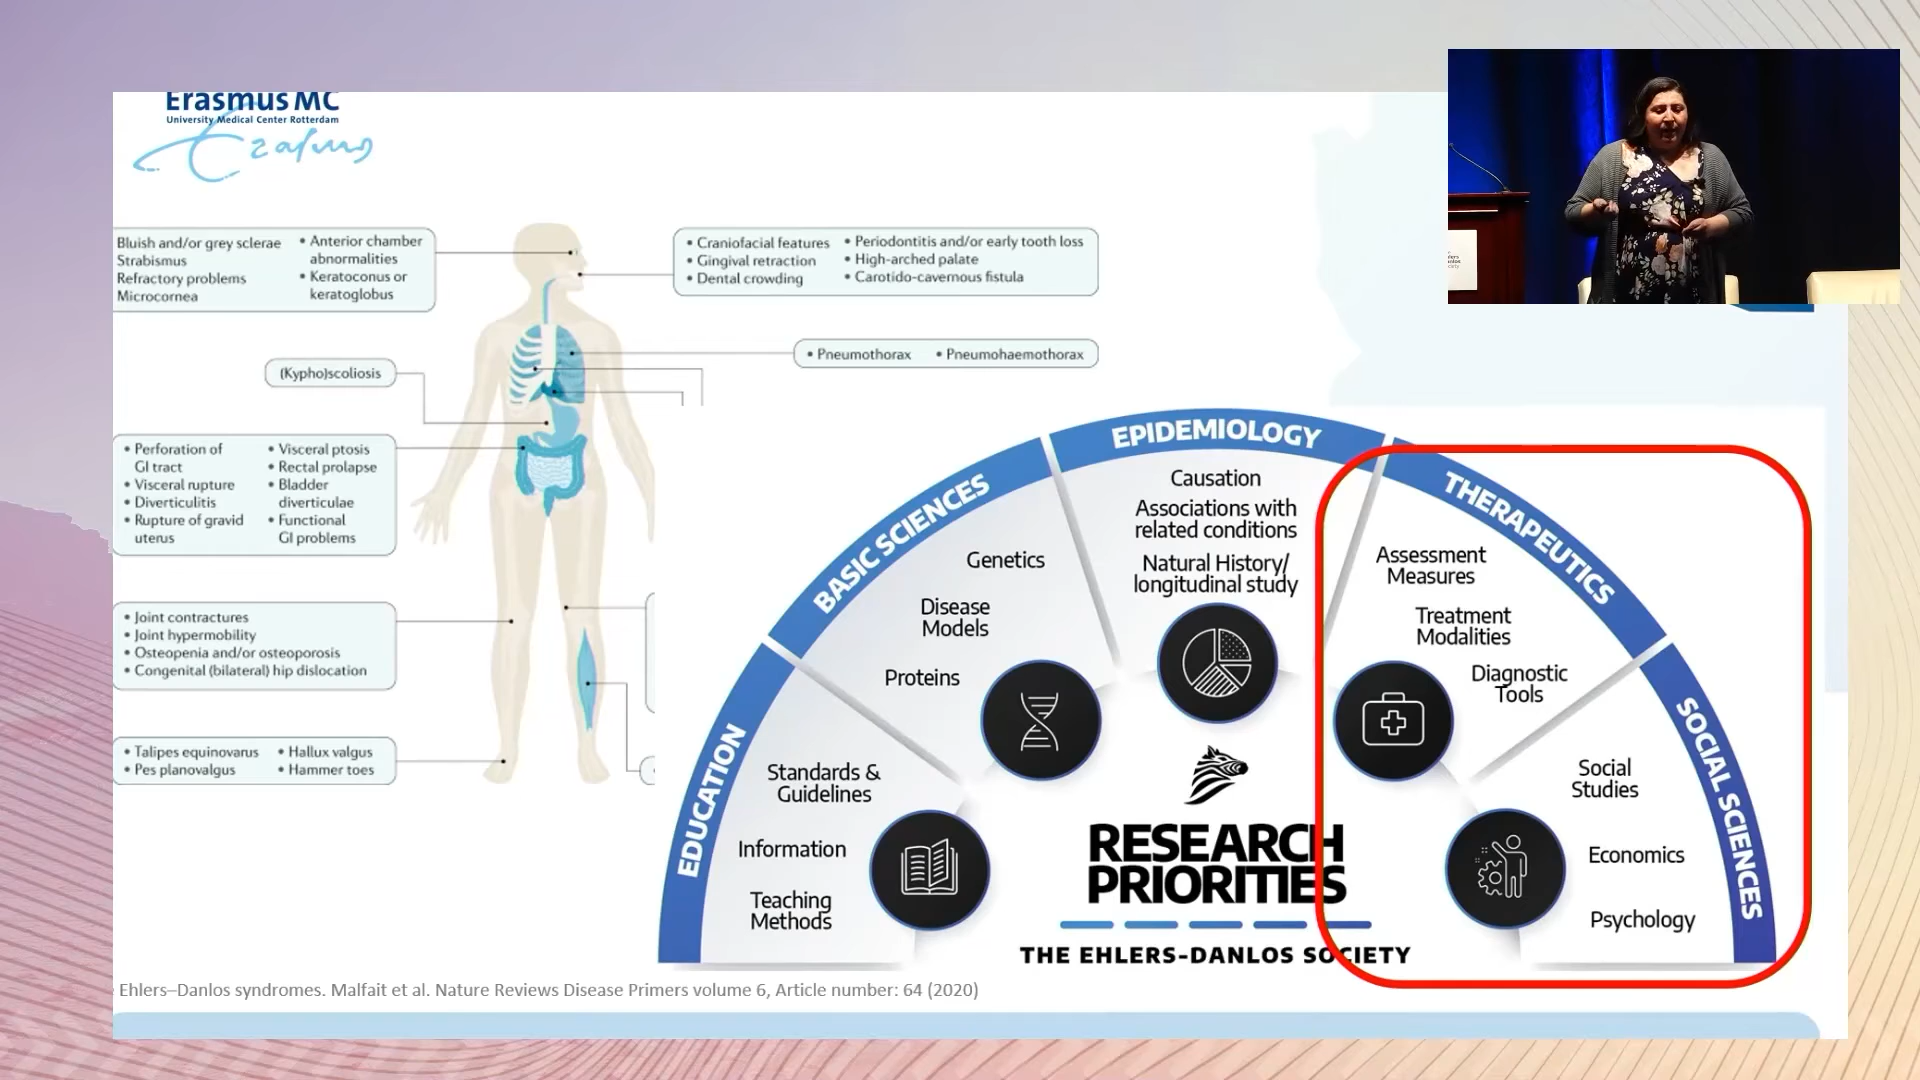 Erasmus MC
University Medical Center Rotterdam
Erasmus
Bluish and/or grey sclerae
Strabismus
Refractory problems
Microcornea
• Anterior chamber
abnormalities
• Keratoconus or
keratoglobus
• Craniofacial features
• Gingival retraction
• Dental crowding
• Periodontitis and/or early tooth loss
• High-arched palate
• Carotido-cavernous fistula
• Pneumothorax • Pneumohaemothorax
(Kypho)scoliosis
• Perforation of
GI tract
• Visceral rupture
• Diverticulitis
• Rupture of gravid
uterus
• Visceral ptosis
• Rectal prolapse
• Bladder
diverticulae
• Functional
GI problems
• Joint contractures
• Joint hypermobility
• Osteopenia and/or osteoporosis
• Congenital (bilateral) hip dislocation
• Talipes equinovarus
• Pes planovalgus
• Hallux valgus
• Hammer toes
EDUCATION
Standards &
Guidelines
Information
Teaching
Methods
BASIC SCIENCES
Genetics
Disease
Models
Proteins
EPIDEMIOLOGY
Causation
Associations with
related conditions
Natural History/
longitudinal study
THERAPEUTICS
Assessment
Measures
Treatment
Modalities
Diagnostic
Tools
SOCIAL SCIENCES
Social
Studies
Economics
Psychology
RESEARCH
PRIORITIES
THE EHLERS-DANLOS SOCIETY
Ehlers–Danlos syndromes. Malfait et al. Nature Reviews Disease Primers volume 6, Article number: 64 (2020)